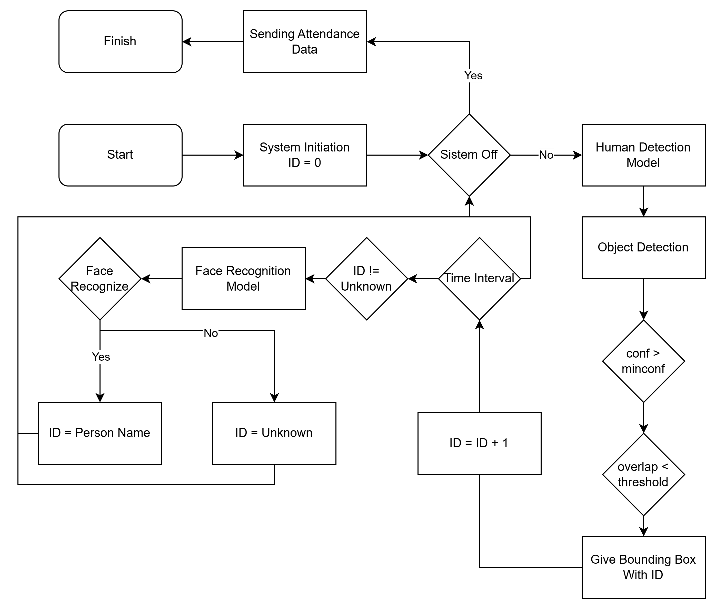 Finish
Sending Attendance
Data
Yes
Start
System Initiation
ID = 0
Sistem Off
No
Human Detection
Model
Object Detection
Face
Recognize
Face Recognition
Model
ID !=
Unknown
Time Interval
No
Yes
conf >
minconf
ID = Person Name
ID = Unknown
ID = ID + 1
overlap <
threshold
Give Bounding Box
With ID